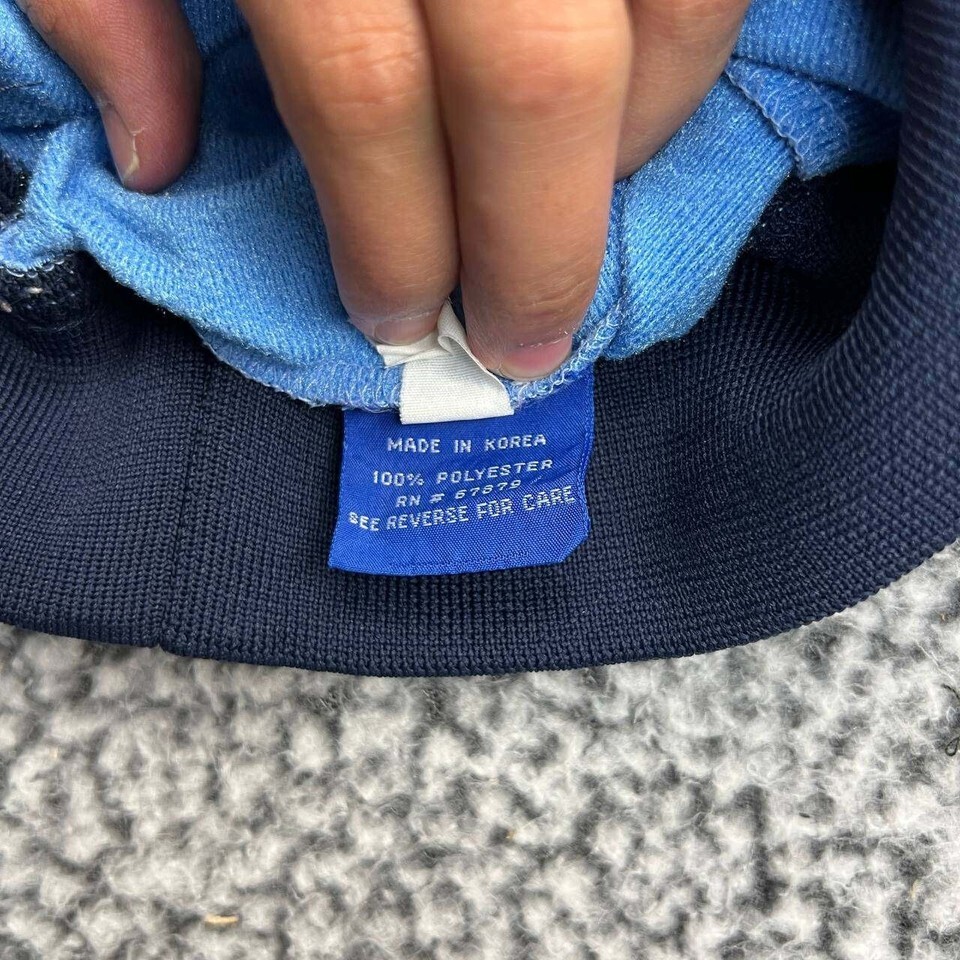 MADE IN KOREA
100% POLYESTER
RN # 67879
SEE REVERSE FOR CARE